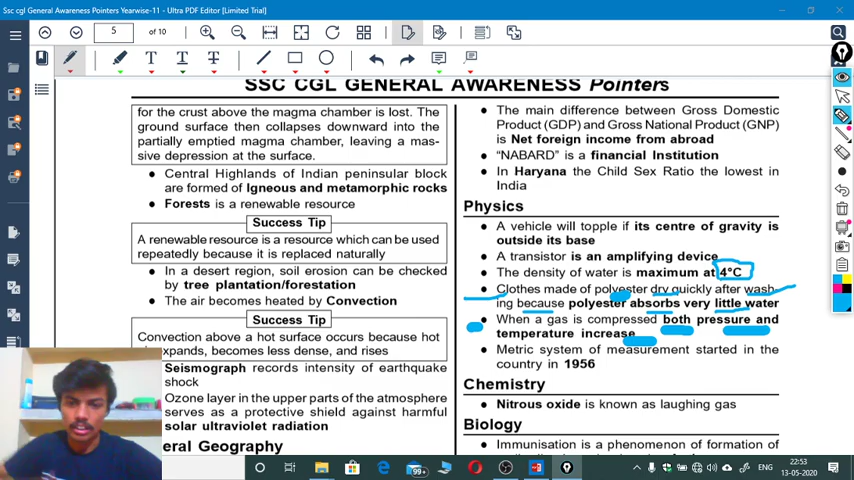 Ssc cgl General Awareness Pointers Yearwise-11 - Ultra PDF Editor [Limited Trial]
5 of 10
SSC CGL GENERAL AWARENESS Pointers
for the crust above the magma chamber is lost. The
ground surface then collapses downward into the
partially emptied magma chamber, leaving a mas-
sive depression at the surface.
● Central Highlands of Indian peninsular block
are formed of Igneous and metamorphic rocks
● Forests is a renewable resource
Success Tip
A renewable resource is a resource which can be used
repeatedly because it is replaced naturally
● In a desert region, soil erosion can be checked
by tree plantation/forestation
● The air becomes heated by Convection
Success Tip
Convection above a hot surface occurs because hot
expands, becomes less dense, and rises
Seismograph records intensity of earthquake
shock
Ozone layer in the upper parts of the atmosphere
serves as a protective shield against harmful
solar ultraviolet radiation
eral Geography
● The main difference between Gross Domestic
Product (GDP) and Gross National Product (GNP)
is Net foreign income from abroad
● “NABARD” is a financial Institution
● In Haryana the Child Sex Ratio the lowest in
India
Physics
● A vehicle will topple if its centre of gravity is
outside its base
● A transistor is an amplifying device
● The density of water is maximum at 4°C
● Clothes made of polyester dry quickly after wash-
ing because polyester absorbs very little water
● When a gas is compressed both pressure and
temperature increase
● Metric system of measurement started in the
country in 1956
Chemistry
● Nitrous oxide is known as laughing gas
Biology
● Immunisation is a phenomenon of formation of
99+
ENG
22:53
13-05-2020